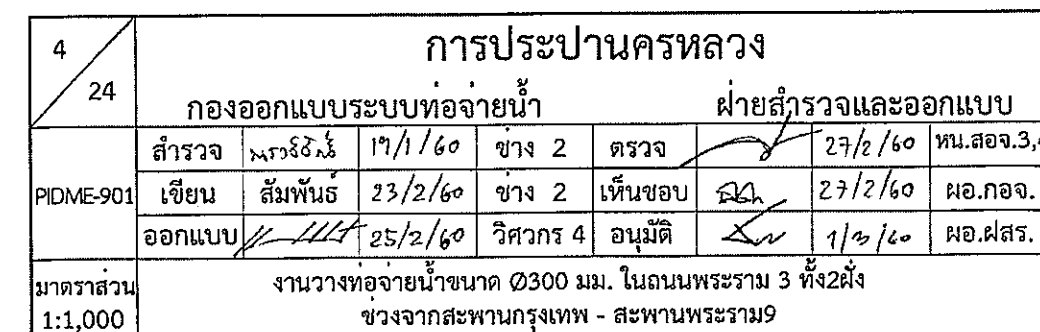 4
24
การประปานครหลวง
กองออกแบบระบบท่อจ่ายน้ำ ฝ่ายสำรวจและออกแบบ
PIDME-901
สำรวจ 19/1/60 ช่าง 2 ตรวจ 27/2/60 หน.สอจ.3,4
เขียน สัมพันธ์ 23/2/60 ช่าง 2 เห็นชอบ 27/2/60 ผอ.กอจ.
ออกแบบ 25/2/60 วิศวกร 4 อนุมัติ 1/3/60 ผอ.ฝสร.
มาตราส่วน
1:1,000
งานวางท่อจ่ายน้ำขนาด Ø300 มม. ในถนนพระราม 3 ทั้ง2ฝั่ง
ช่วงจากสะพานกรุงเทพ - สะพานพระราม9